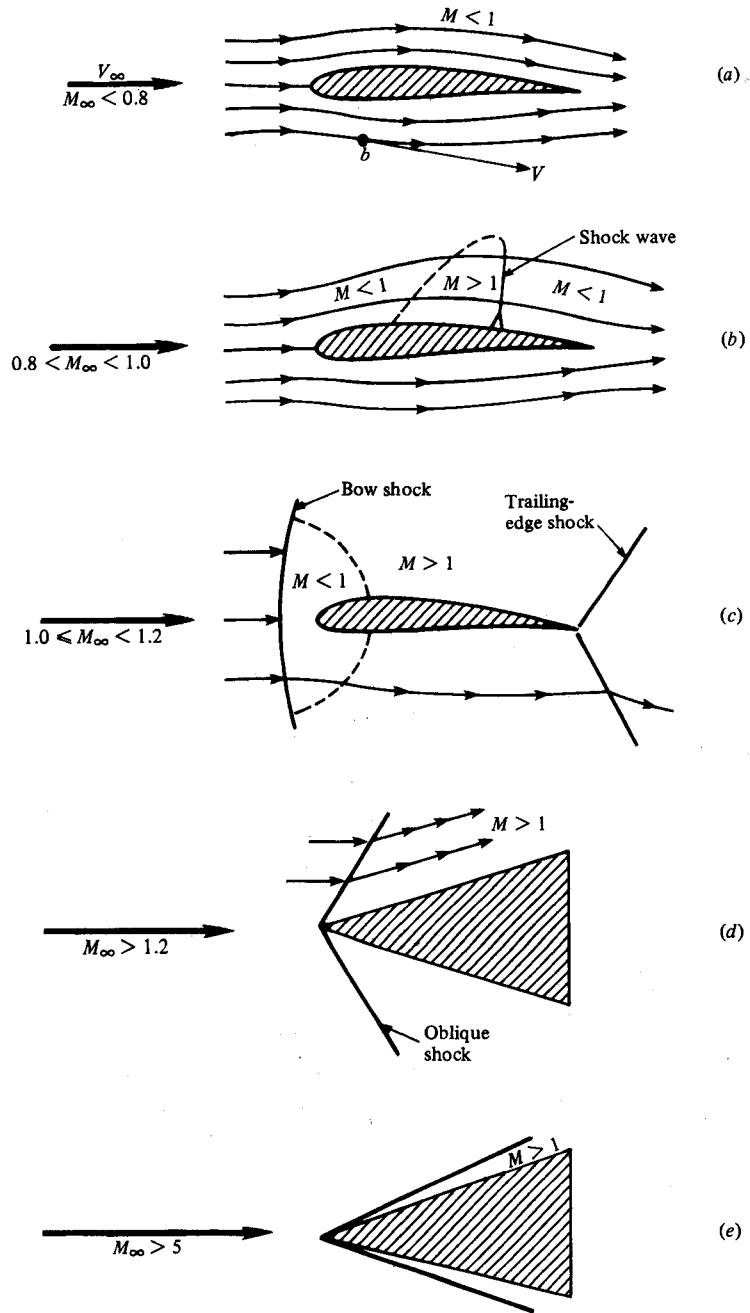 M < 1
V∞
M∞ < 0.8
(a)
b
V
Shock wave
M < 1
M > 1
M < 1
0.8 < M∞ < 1.0
(b)
Bow shock
Trailing-
edge shock
M < 1
M > 1
1.0 ⩽ M∞ < 1.2
(c)
M > 1
M∞ > 1.2
(d)
Oblique
shock
M > 1
M∞ > 5
(e)